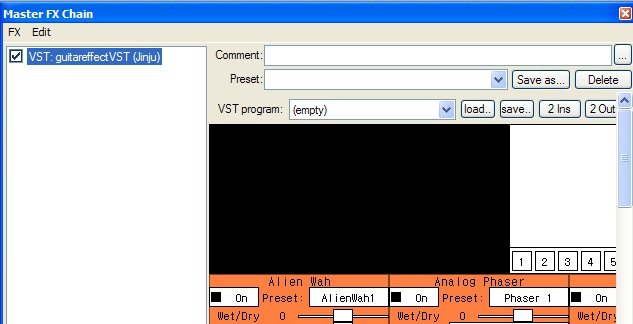 Master FX Chain
FX Edit
VST: guitareffectVST (Jinju)
Comment: ...
Preset: Save as... Delete
VST program: (empty) load.. save.. 2 Ins 2 Out
1 2 3 4 5
Alien Wah Analog Phaser
On Preset: AlienWah1 On Preset: Phaser 1 On
Wet/Dry 0 Wet/Dry 0 Wet/Dry